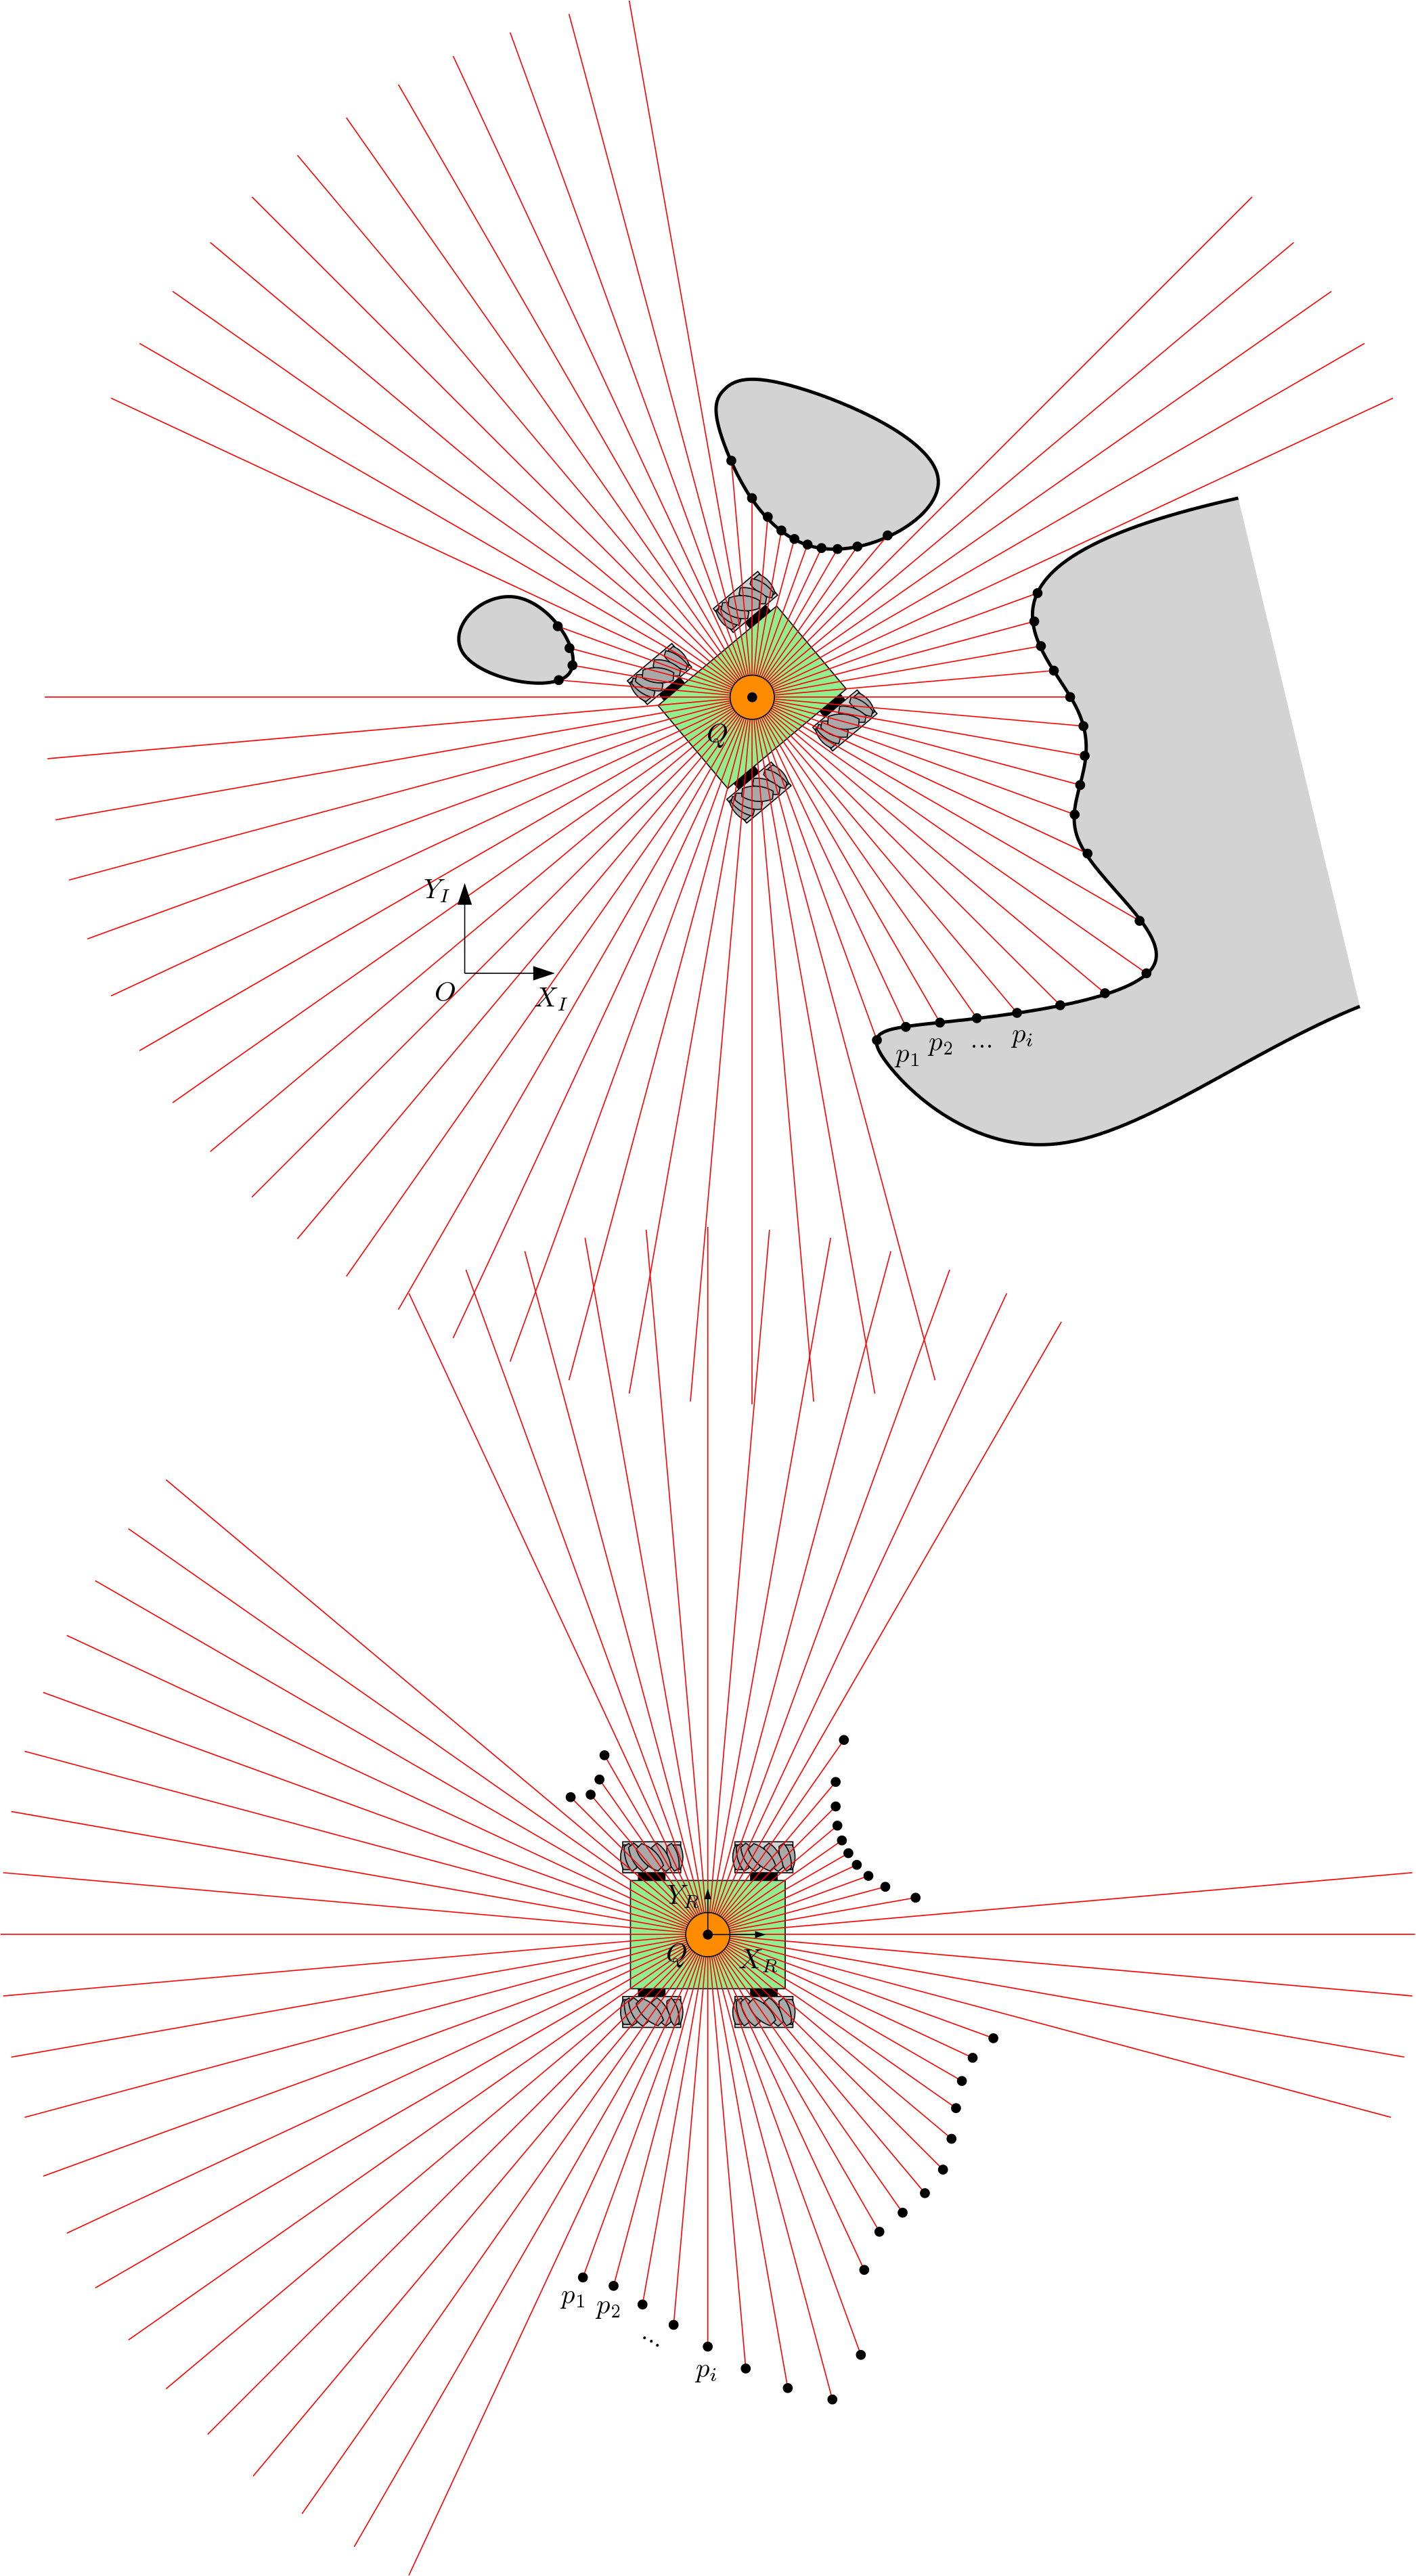 Q
Y_I
O
X_I
p_1 p_2 ... p_i
Y_R
Q
X_R
p_1 p_2
...
p_i